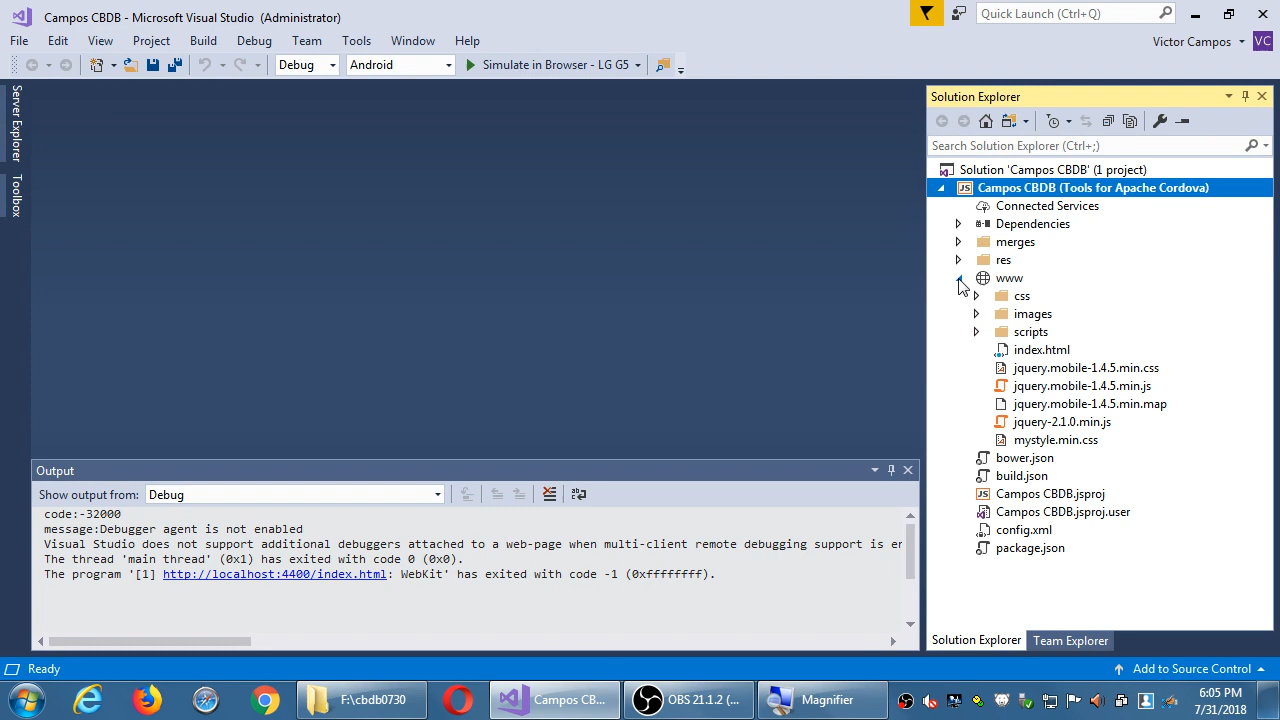 Campos CBDB - Microsoft Visual Studio (Administrator)
Quick Launch (Ctrl+Q)
File Edit View Project Build Debug Team Tools Window Help
Victor Campos VC
Debug Android Simulate in Browser - LG G5
Server Explorer
Toolbox
Solution Explorer
Search Solution Explorer (Ctrl+;)
Solution 'Campos CBDB' (1 project)
JS Campos CBDB (Tools for Apache Cordova)
Connected Services
Dependencies
merges
res
www
css
images
scripts
index.html
jquery.mobile-1.4.5.min.css
jquery.mobile-1.4.5.min.js
jquery.mobile-1.4.5.min.map
jquery-2.1.0.min.js
mystyle.min.css
bower.json
build.json
JS Campos CBDB.jsproj
Campos CBDB.jsproj.user
config.xml
package.json
Solution Explorer Team Explorer
Output
Show output from: Debug
code:-32000
message:Debugger agent is not enabled
Visual Studio does not support additional debuggers attached to a web-page when multi-client remote debugging support is en
The thread 'main thread' (0x1) has exited with code 0 (0x0).
The program '[1] http://localhost:4400/index.html: WebKit' has exited with code -1 (0xffffffff).
Ready
Add to Source Control
F:\cbdb0730
Campos CB...
OBS 21.1.2 (...
Magnifier
6:05 PM
7/31/2018